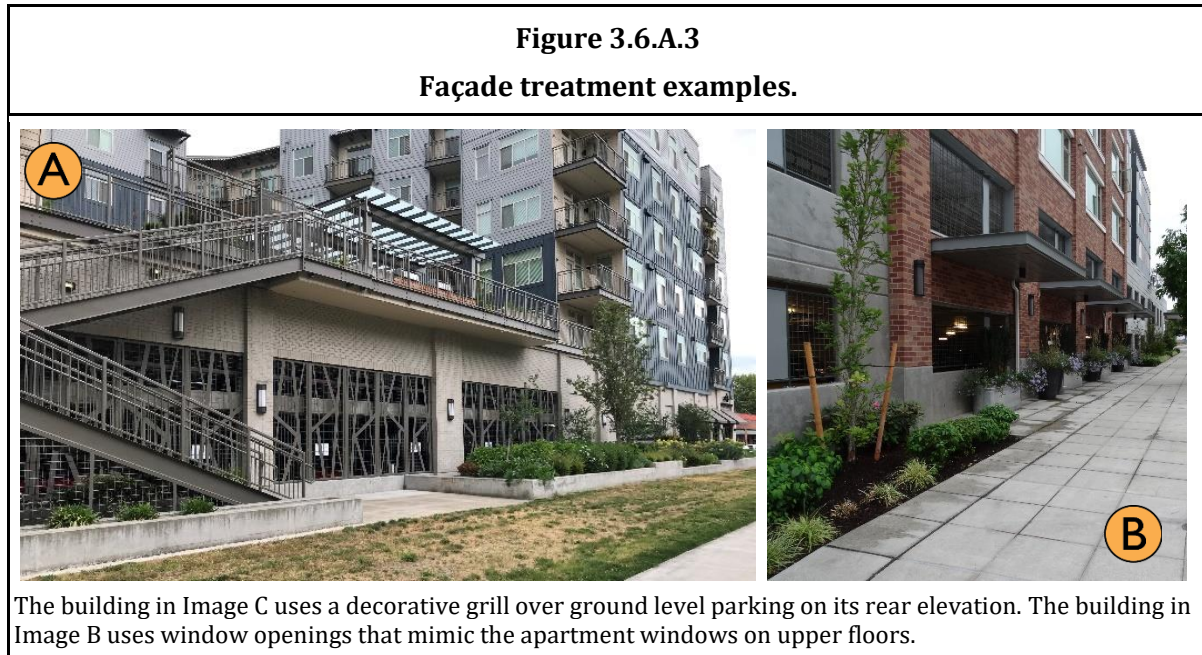 Figure 3.6.A.3
Façade treatment examples.
A
B
The building in Image C uses a decorative grill over ground level parking on its rear elevation. The building in
Image B uses window openings that mimic the apartment windows on upper floors.